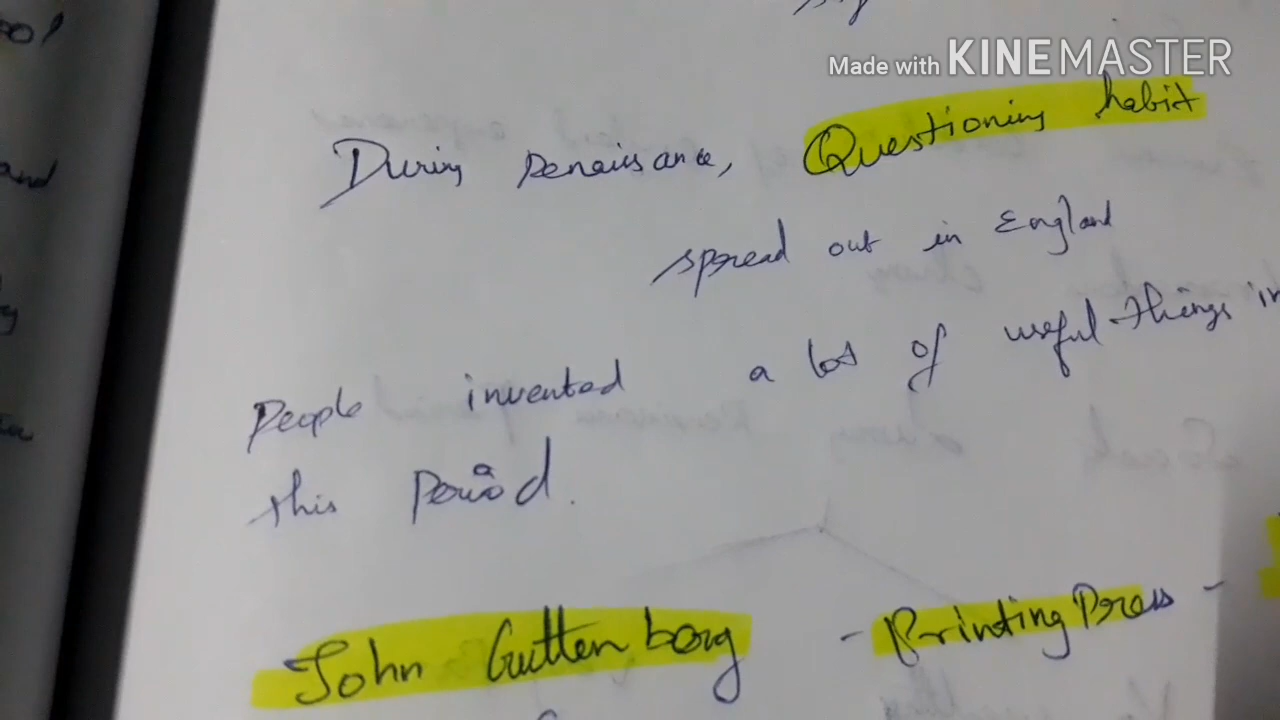 Made with KINEMASTER
During Renaissance, Questioning habit
and
spread out in England
People invented a lot of useful things in
this Period.
John Guttenberg - Printing Press -